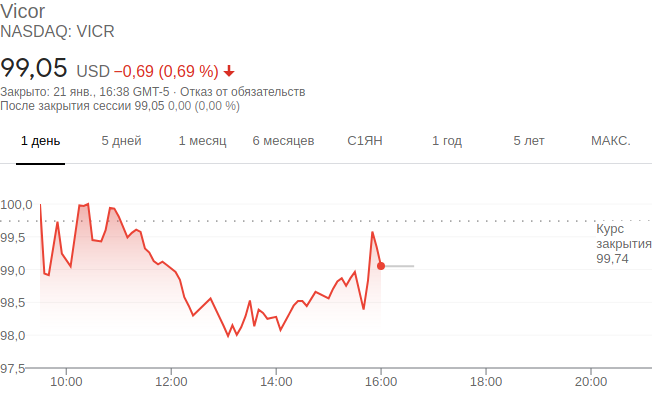 Vicor
NASDAQ: VICR
99,05 USD −0,69 (0,69 %)
Закрыто: 21 янв., 16:38 GMT-5 · Отказ от обязательств
После закрытия сессии 99,05 0,00 (0,00 %)
1 день 5 дней 1 месяц 6 месяцев С1ЯН 1 год 5 лет МАКС.
100,0
99,5
99,0
98,5
98,0
97,5
Курс
закрытия
99,74
10:00 12:00 14:00 16:00 18:00 20:00